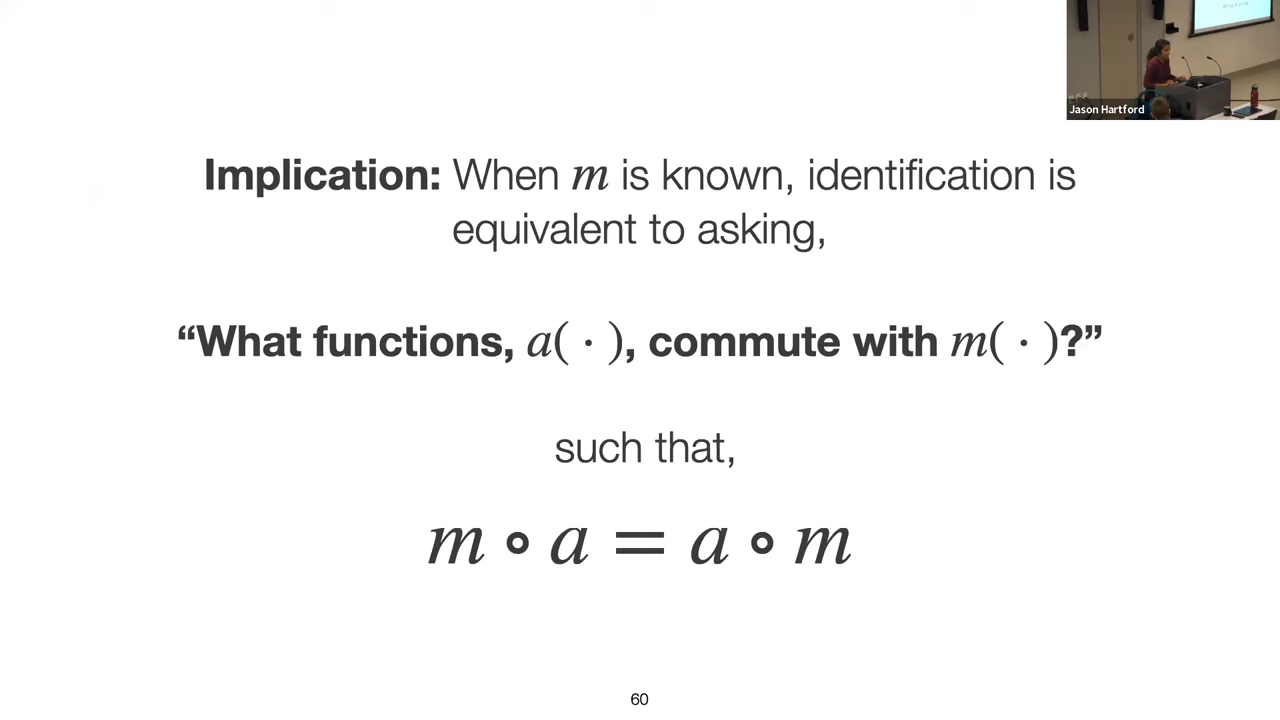 Jason Hartford
Implication: When m is known, identification is
equivalent to asking,
“What functions, a( · ), commute with m( · )?”
such that,
m ∘ a = a ∘ m
60